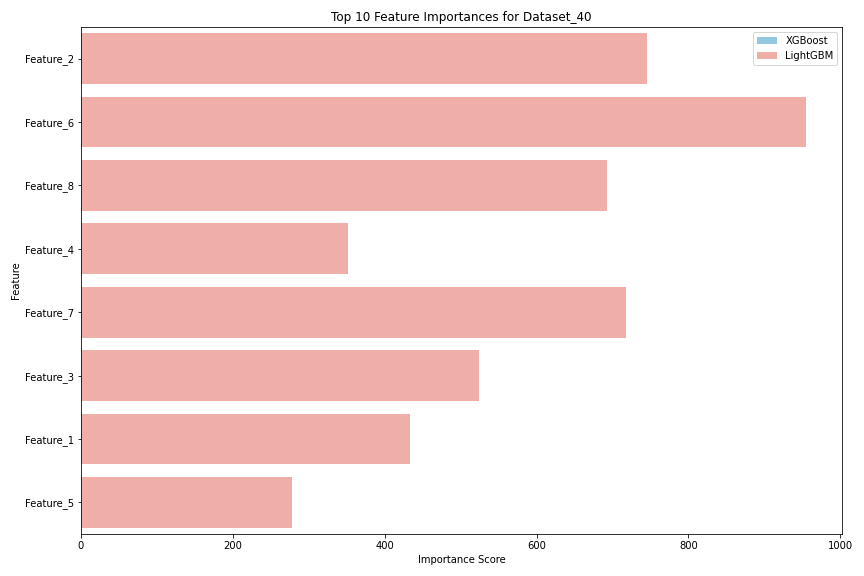 Top 10 Feature Importances for Dataset_40
XGBoost
LightGBM
Feature_2
Feature_6
Feature_8
Feature_4
Feature_7
Feature_3
Feature_1
Feature_5
Feature
0 200 400 600 800 1000
Importance Score